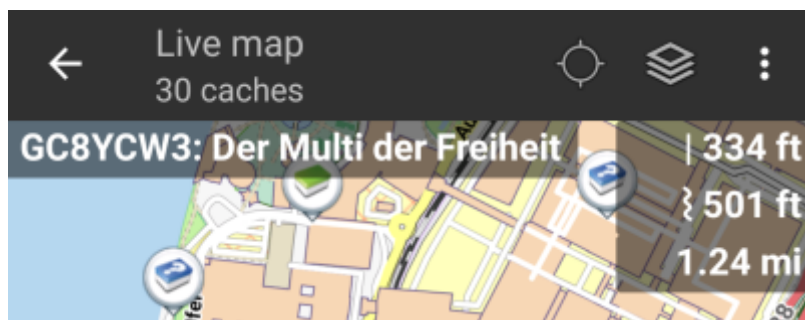 Live map
30 caches
GC8YCW3: Der Multi der Freiheit
334 ft
501 ft
1.24 mi